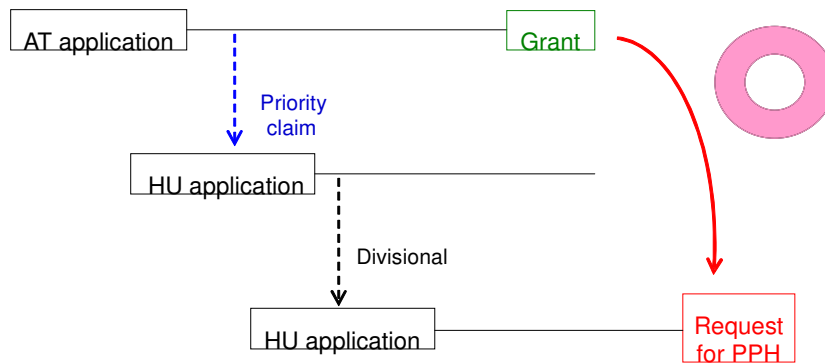 AT application
Grant
Priority
claim
HU application
Divisional
HU application
Request
for PPH